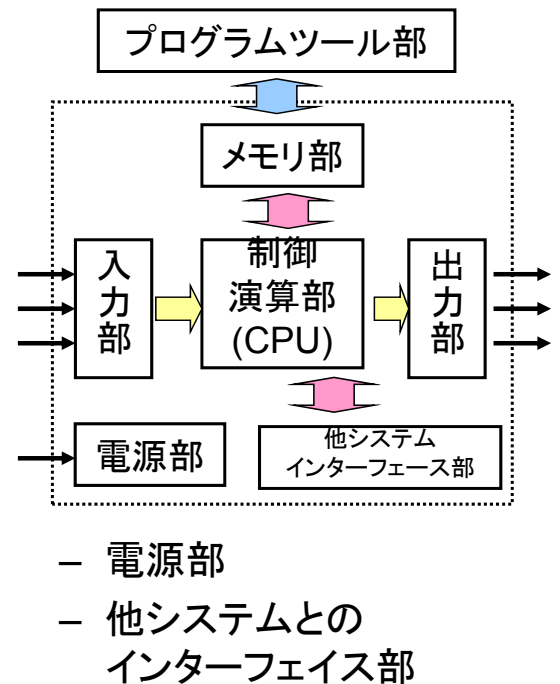 プログラムツール部
メモリ部
入力部
制御
演算部
(CPU)
出力部
電源部
他システム
インターフェース部
– 電源部
– 他システムとの
インターフェイス部